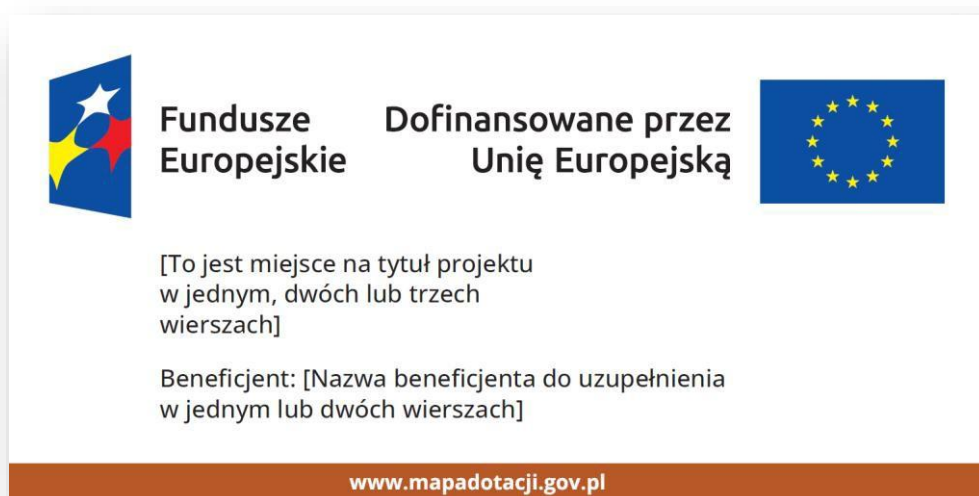 Fundusze
Europejskie
Dofinansowane przez
Unię Europejską
[To jest miejsce na tytuł projektu
w jednym, dwóch lub trzech
wierszach]
Beneficjent: [Nazwa beneficjenta do uzupełnienia
w jednym lub dwóch wierszach]
www.mapadotacji.gov.pl